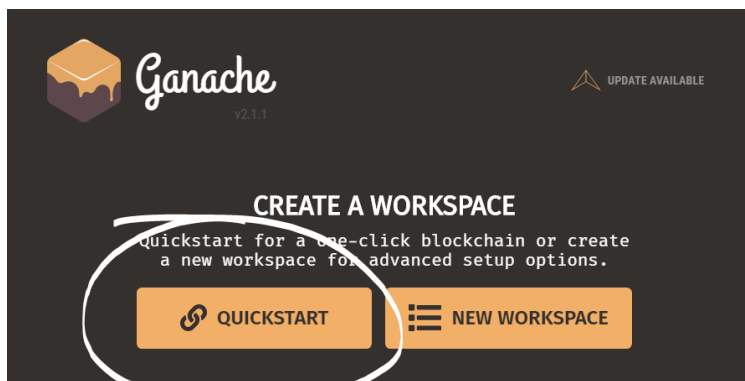 Ganache
v2.1.1
UPDATE AVAILABLE
CREATE A WORKSPACE
Quickstart for a one-click blockchain or create
a new workspace for advanced setup options.
QUICKSTART
NEW WORKSPACE